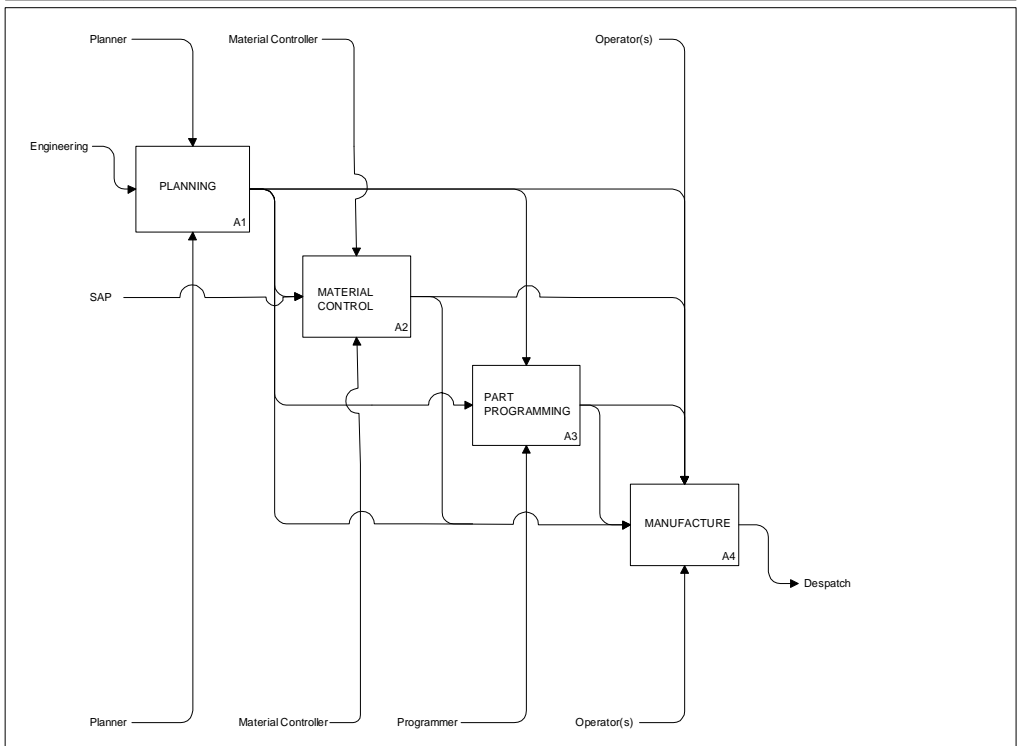 Planner
Material Controller
Operator(s)
Engineering
PLANNING
A1
SAP
MATERIAL
CONTROL
A2
PART
PROGRAMMING
A3
MANUFACTURE
A4
Despatch
Planner
Material Controller
Programmer
Operator(s)